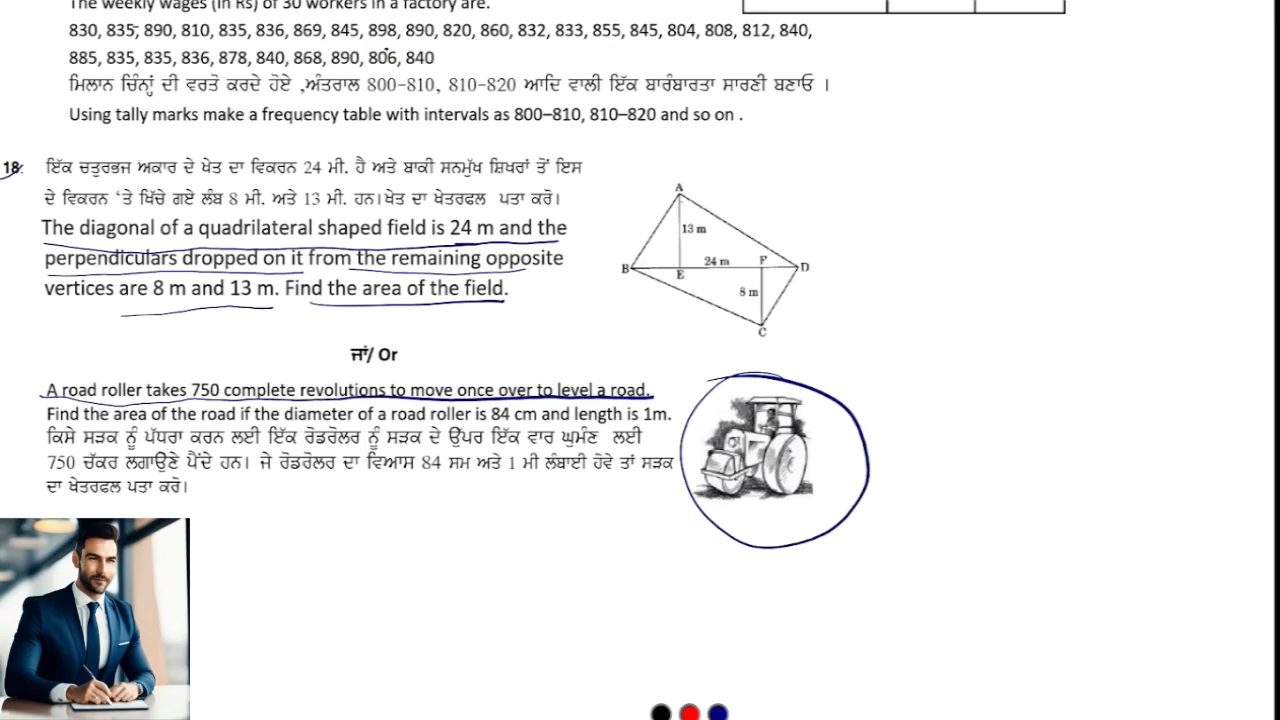 The weekly wages (in Rs) of 30 workers in a factory are.
830, 835, 890, 810, 835, 836, 869, 845, 898, 890, 820, 860, 832, 833, 855, 845, 804, 808, 812, 840,
885, 835, 835, 836, 878, 840, 868, 890, 806, 840
ਮਿਲਾਨ ਚਿੰਨ੍ਹਾਂ ਦੀ ਵਰਤੋ ਕਰਦੇ ਹੋਏ ,ਅੰਤਰਾਲ 800-810, 810-820 ਆਦਿ ਵਾਲੀ ਇੱਕ ਬਾਰੰਬਾਰਤਾ ਸਾਰਣੀ ਬਣਾਓ ।
Using tally marks make a frequency table with intervals as 800–810, 810–820 and so on .
18. ਇੱਕ ਚਤੁਰਭਜ ਅਕਾਰ ਦੇ ਖੇਤ ਦਾ ਵਿਕਰਨ 24 ਮੀ. ਹੈ ਅਤੇ ਬਾਕੀ ਸਨਮੁੱਖ ਸ਼ਿਖਰਾਂ ਤੋਂ ਇਸ
ਦੇ ਵਿਕਰਨ 'ਤੇ ਖਿੱਚੇ ਗਏ ਲੰਬ 8 ਮੀ. ਅਤੇ 13 ਮੀ. ਹਨ।ਖੇਤ ਦਾ ਖੇਤਰਫਲ ਪਤਾ ਕਰੋ।
The diagonal of a quadrilateral shaped field is 24 m and the
perpendiculars dropped on it from the remaining opposite
vertices are 8 m and 13 m. Find the area of the field.
A
13 m
B
E
24 m
F
D
8 m
C
ਜਾਂ/ Or
A road roller takes 750 complete revolutions to move once over to level a road.
Find the area of the road if the diameter of a road roller is 84 cm and length is 1m.
ਕਿਸੇ ਸੜਕ ਨੂੰ ਪੱਧਰਾ ਕਰਨ ਲਈ ਇੱਕ ਰੋਡਰੋਲਰ ਨੂੰ ਸੜਕ ਦੇ ਉੱਪਰ ਇੱਕ ਵਾਰ ਘੁਮੰਣ ਲਈ
750 ਚੱਕਰ ਲਗਾਉਣੇ ਪੈਂਦੇ ਹਨ। ਜੇ ਰੋਡਰੋਲਰ ਦਾ ਵਿਆਸ 84 ਸਮ ਅਤੇ 1 ਮੀ ਲੰਬਾਈ ਹੋਵੇ ਤਾਂ ਸੜਕ
ਦਾ ਖੇਤਰਫਲ ਪਤਾ ਕਰੋ।